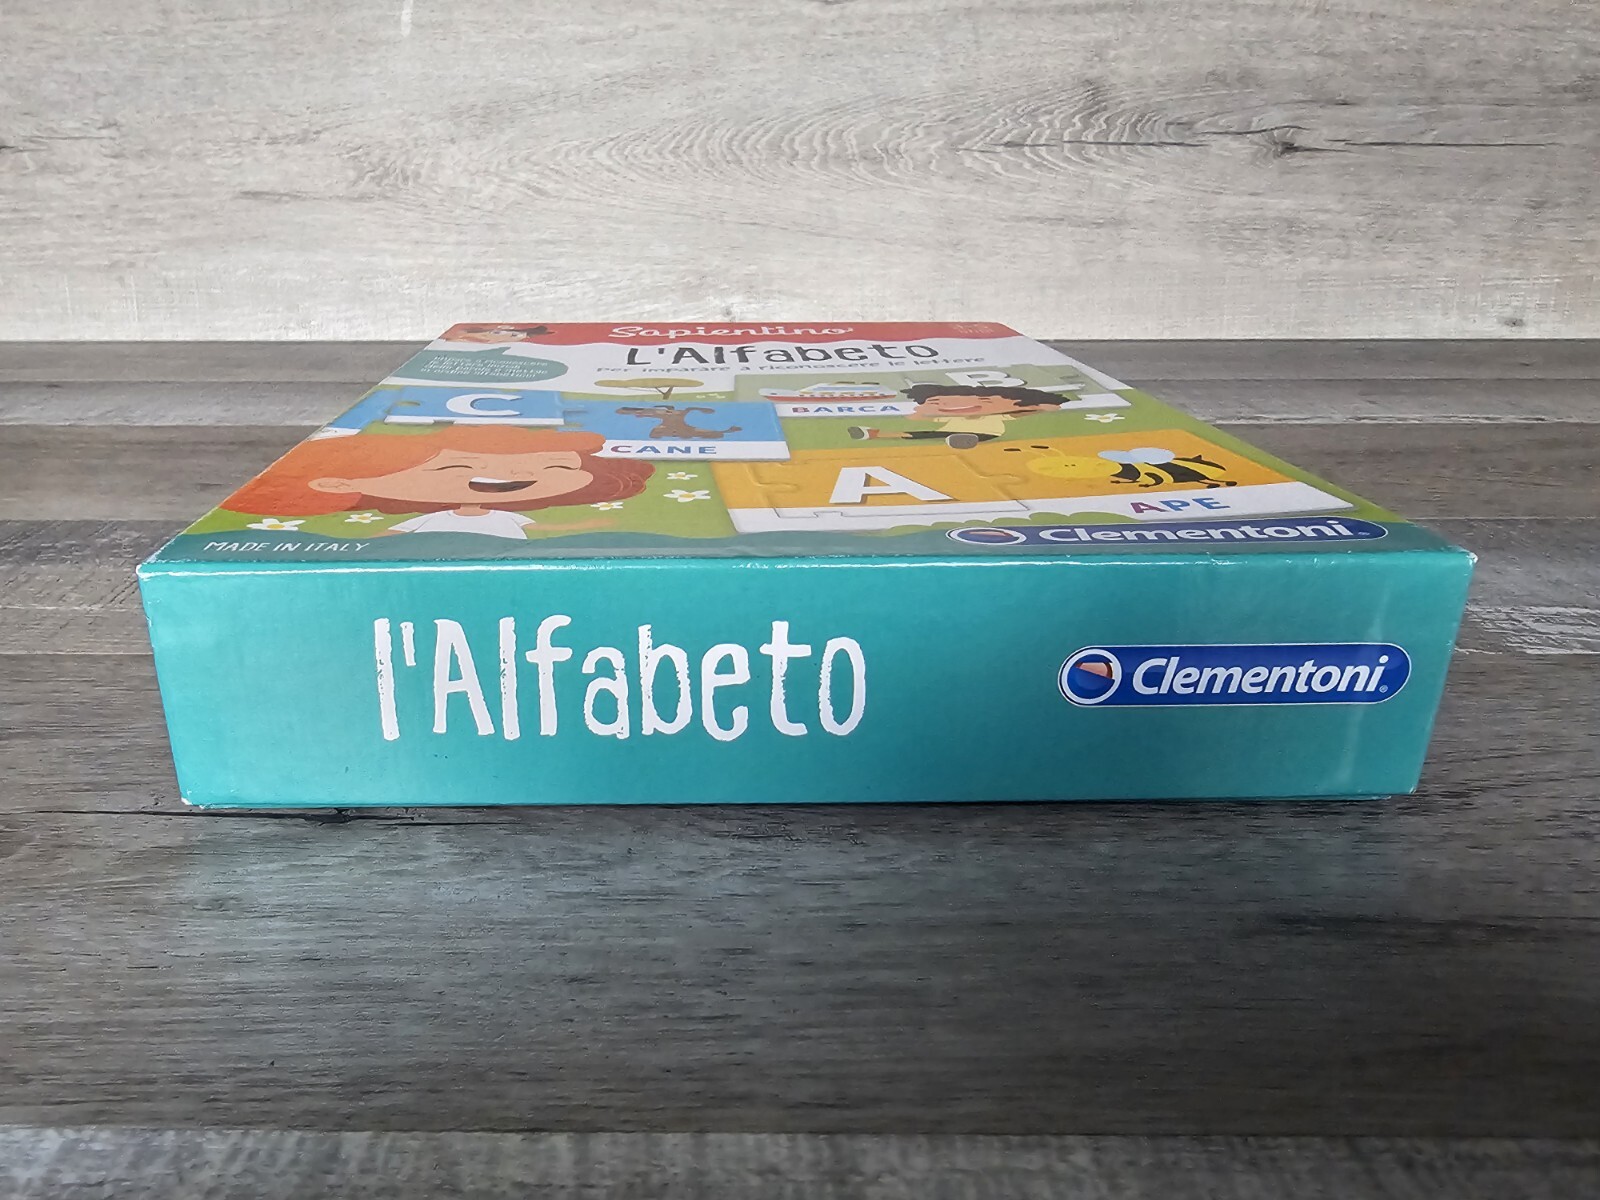 Sapientino
L'Alfabeto
Per imparare a riconoscere le lettere
B
BARCA
C
CANE
A
APE
Clementoni
MADE IN ITALY
l'Alfabeto
Clementoni